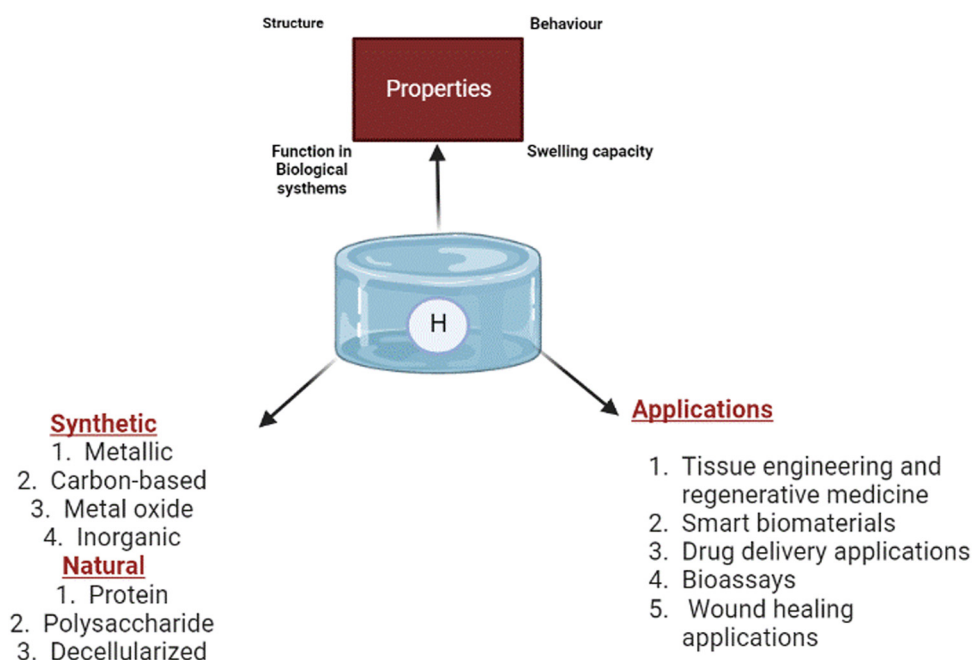 Structure
Behaviour
Properties
Function in
Biological
systhems
Swelling capacity
H
Synthetic
1. Metallic
2. Carbon-based
3. Metal oxide
4. Inorganic
Natural
1. Protein
2. Polysaccharide
3. Decellularized
Applications
1. Tissue engineering and
regenerative medicine
2. Smart biomaterials
3. Drug delivery applications
4. Bioassays
5. Wound healing
applications